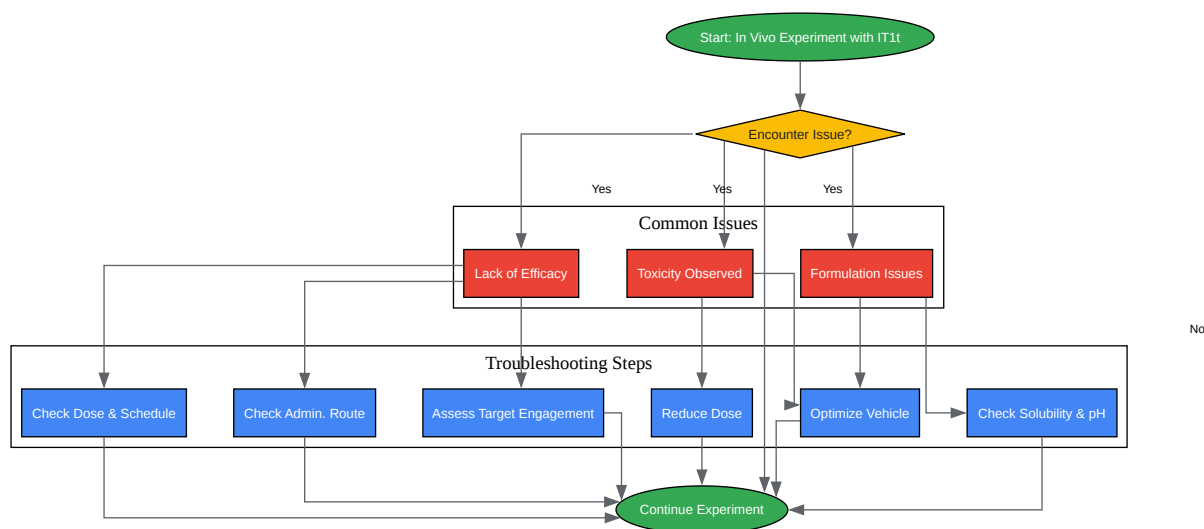 Start: In Vivo Experiment with IT1t
Encounter Issue?
Yes
Yes
Yes
Common Issues
Lack of Efficacy
Toxicity Observed
Formulation Issues
No
Troubleshooting Steps
Check Dose & Schedule
Check Admin. Route
Assess Target Engagement
Reduce Dose
Optimize Vehicle
Check Solubility & pH
Continue Experiment